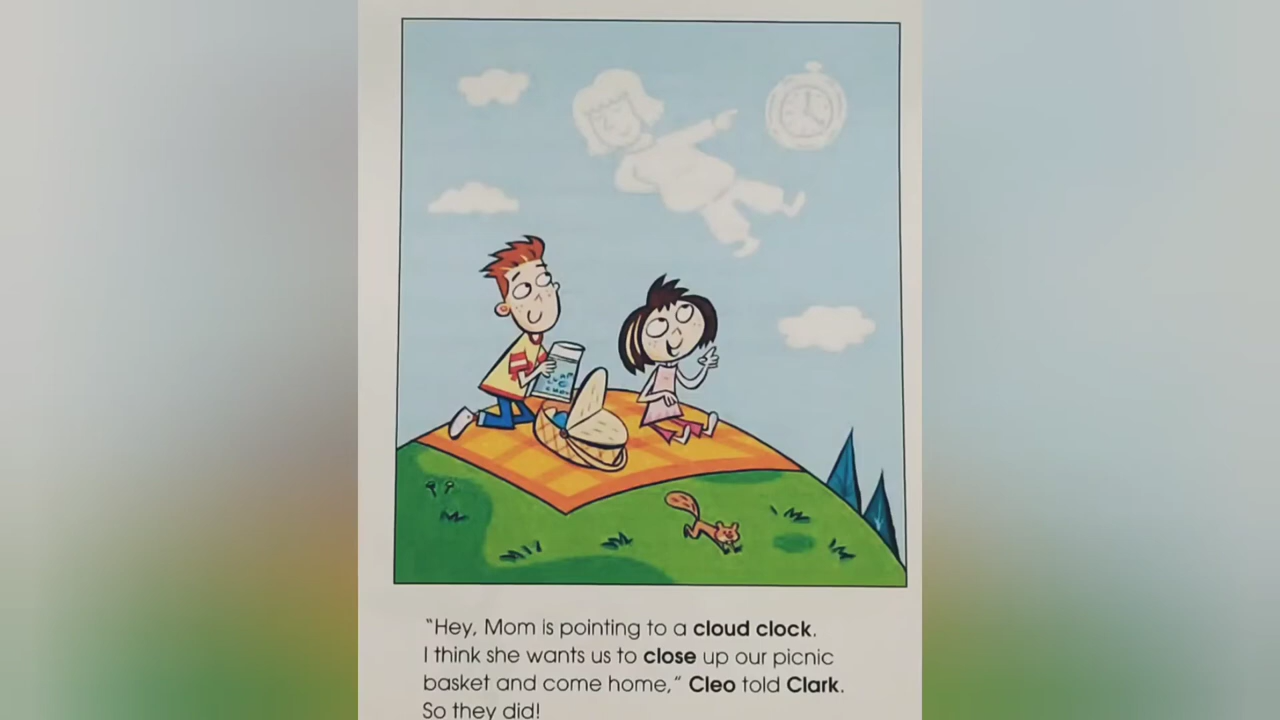 "Hey, Mom is pointing to a cloud clock.
I think she wants us to close up our picnic
basket and come home," Cleo told Clark.
So they did!